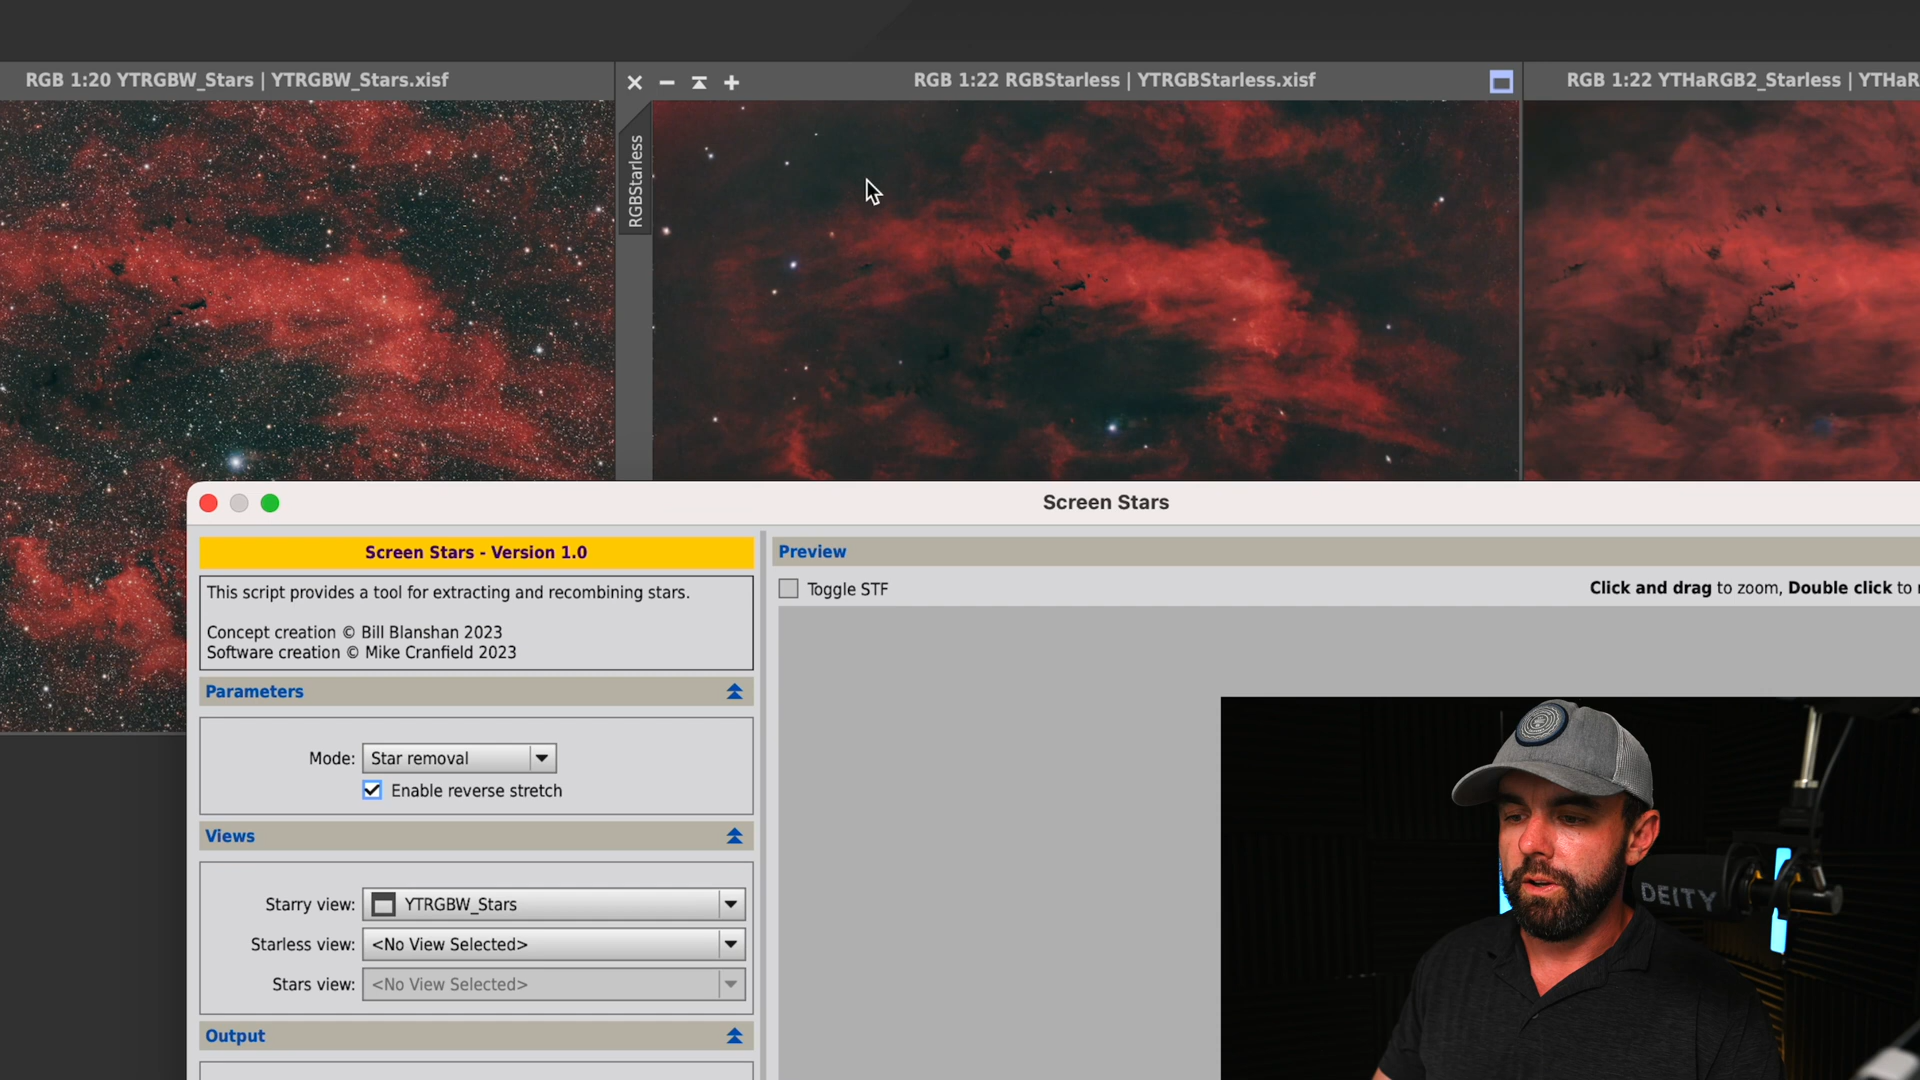 RGB 1:20 YTRGBW_Stars | YTRGBW_Stars.xisf
RGB 1:22 RGBStarless | YTRGBStarless.xisf
RGB 1:22 YTHaRGB2_Starless | YTHaR
RGBStarless
Screen Stars
Screen Stars - Version 1.0
This script provides a tool for extracting and recombining stars.
Concept creation © Bill Blanshan 2023
Software creation © Mike Cranfield 2023
Parameters
Mode: Star removal
Enable reverse stretch
Views
Starry view: YTRGBW_Stars
Starless view: <No View Selected>
Stars view: <No View Selected>
Output
Preview
Toggle STF
Click and drag to zoom, Double click to
DEITY